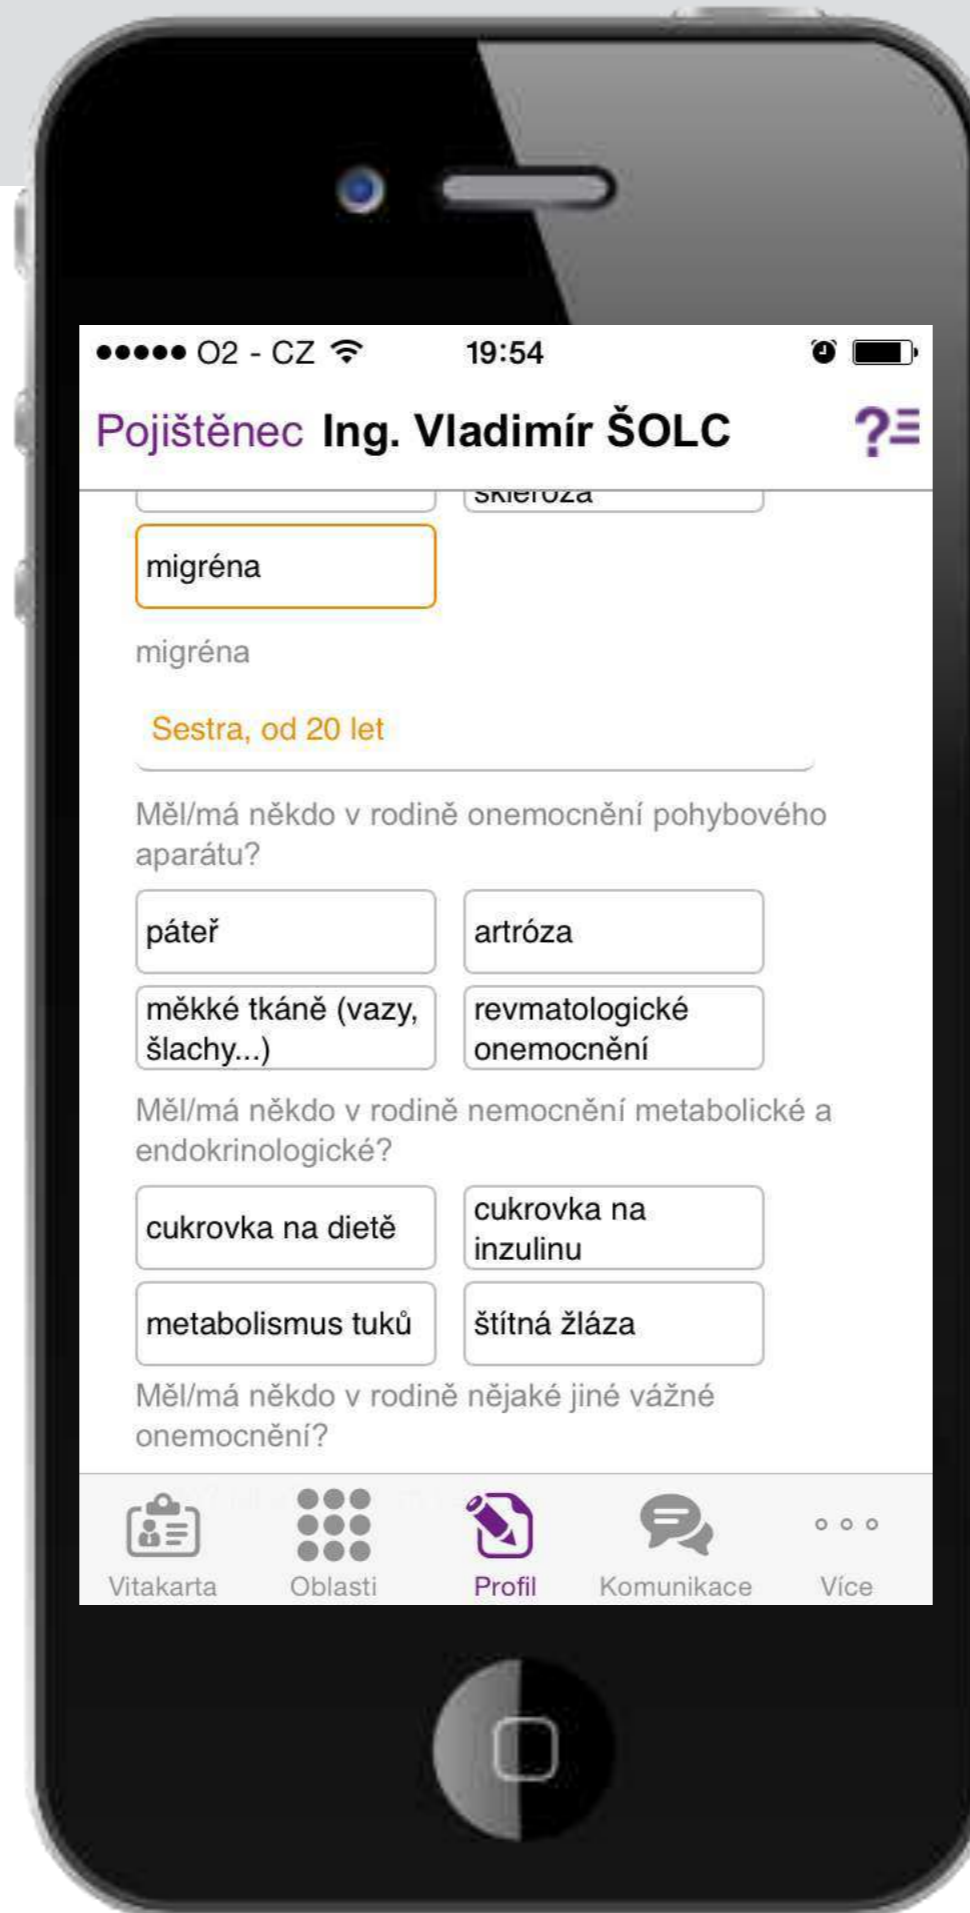 O2 - CZ 19:54
Pojištěnec Ing. Vladimír ŠOLC ?
skleróza
migréna
migréna
Sestra, od 20 let
Měl/má někdo v rodině onemocnění pohybového
aparátu?
páteř artróza
měkké tkáně (vazy,
šlachy...)
revmatologické
onemocnění
Měl/má někdo v rodině nemocnění metabolické a
endokrinologické?
cukrovka na dietě
cukrovka na
inzulinu
metabolismus tuků štítná žláza
Měl/má někdo v rodině nějaké jiné vážné
onemocnění?
Vitakarta Oblasti Profil Komunikace Více